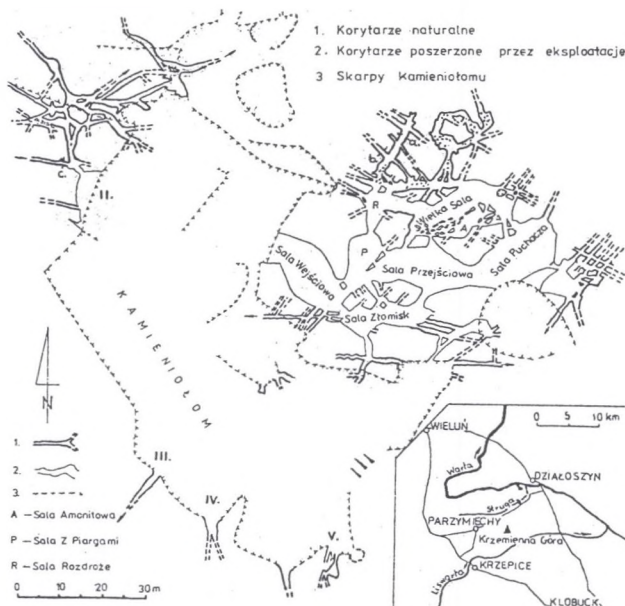 1. Korytarze naturalne
2. Korytarze poszerzone przez eksploatację
3 Skarpy Kamieniołomu
c.
II.
R
Wielka Sala
A
P
Sala Wejściowa
Sala Przejściowa
Sala Puchacza
Sala Złomisk
KAMIENIOŁOM
N
1.
2.
3.
A – Sala Amonitowa
P – Sala Z Piargami
R – Sala Rozdroże
0 10 20 30 m
III.
IV.
V.
0 5 10 km
WIELUŃ
Warta
DZIAŁOSZYN
Struga
PARZYMIECHY
Krzemienna Góra
Liswarta
KRZEPICE
KŁOBUCK